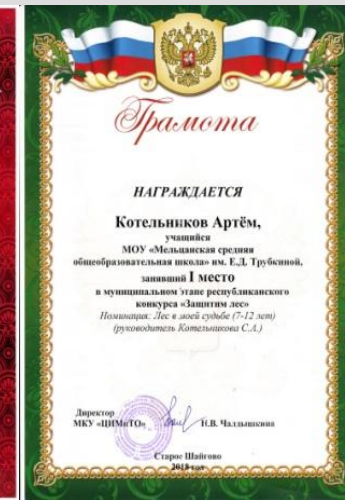 Грамота
НАГРАЖДАЕТСЯ
Котельников Артём,
учащийся
МОУ «Мельцанская средняя
общеобразовательная школа» им. Е.Д. Трубкиной,
занявший I место
в муниципальном этапе республиканского
конкурса «Защитим лес»
Номинация: Лес в моей судьбе (7-12 лет)
(руководитель Котельникова С.А.)
Директор
МКУ «ЦИМиТО» Н.В. Чалдышкина
Старое Шайгово
2018 год